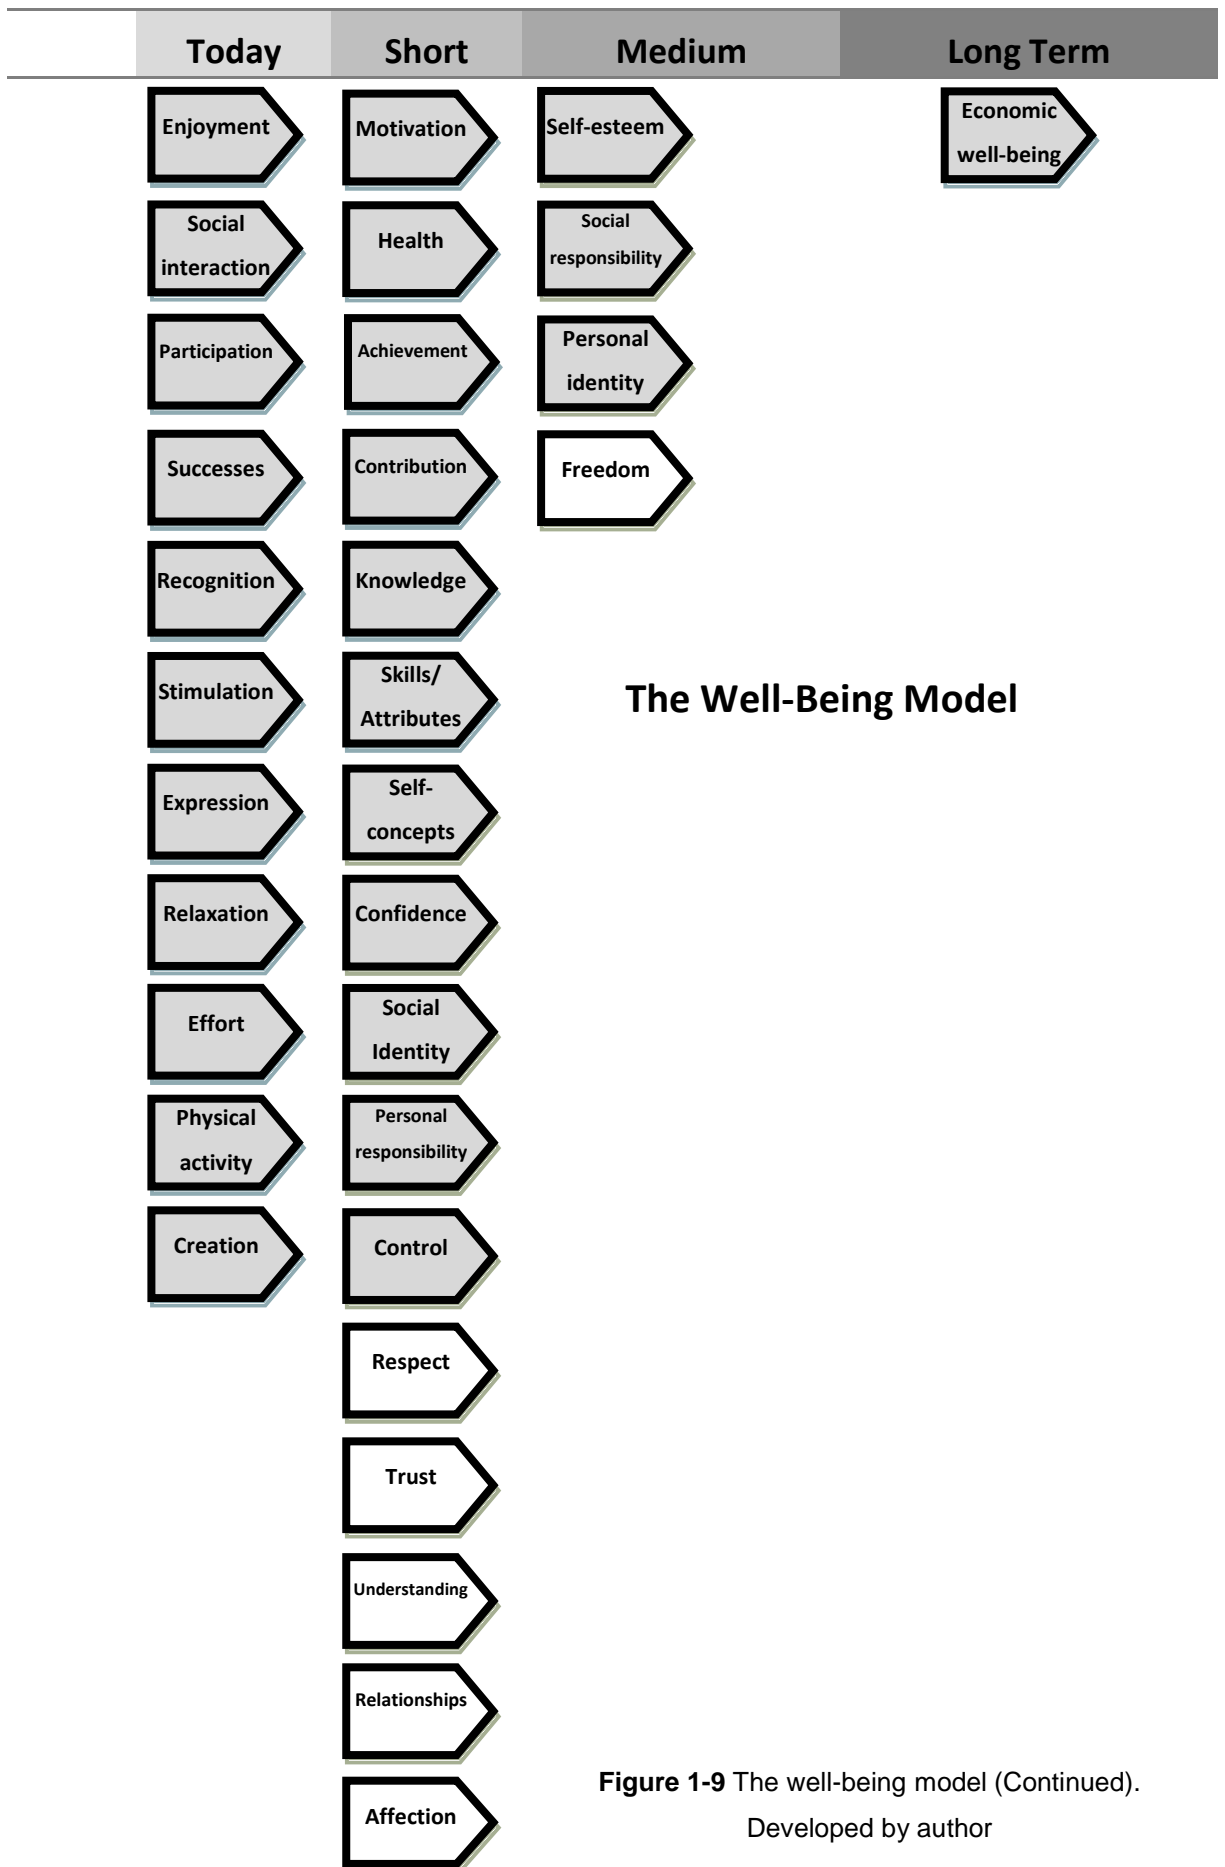 Today Short Medium Long Term
Enjoyment
Social
interaction
Participation
Successes
Recognition
Stimulation
Expression
Relaxation
Effort
Physical
activity
Creation
Motivation
Health
Achievement
Contribution
Knowledge
Skills/
Attributes
Self-
concepts
Confidence
Social
Identity
Personal
responsibility
Control
Respect
Trust
Understanding
Relationships
Affection
Self-esteem
Social
responsibility
Personal
identity
Freedom
Economic
well-being
The Well-Being Model
Figure 1-9 The well-being model (Continued).
Developed by author